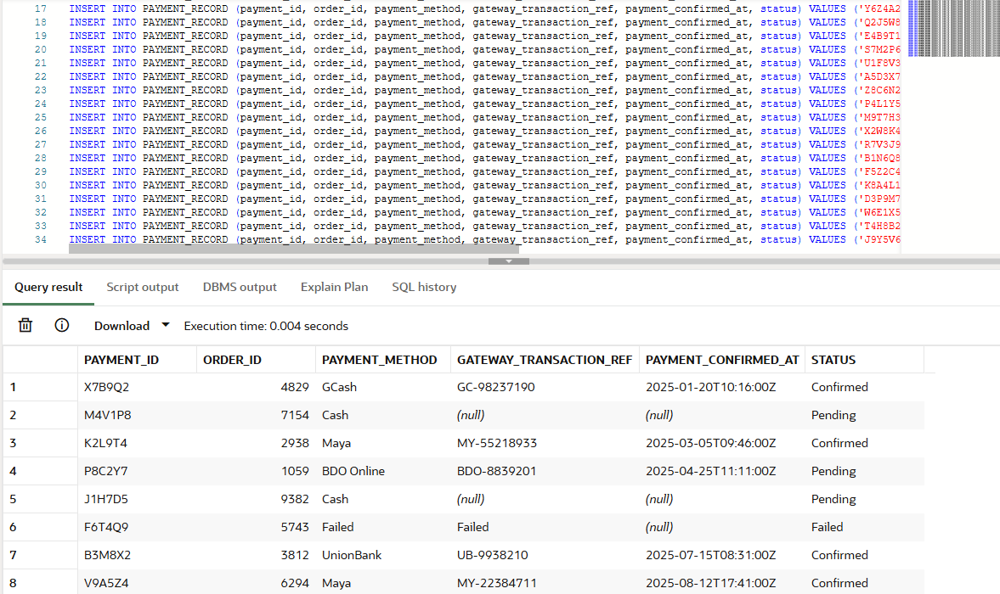 17 INSERT INTO PAYMENT_RECORD (payment_id, order_id, payment_method, gateway_transaction_ref, payment_confirmed_at, status) VALUES ('Y6Z4A2
18 INSERT INTO PAYMENT_RECORD (payment_id, order_id, payment_method, gateway_transaction_ref, payment_confirmed_at, status) VALUES ('Q2J5W8
19 INSERT INTO PAYMENT_RECORD (payment_id, order_id, payment_method, gateway_transaction_ref, payment_confirmed_at, status) VALUES ('E4B9T1
20 INSERT INTO PAYMENT_RECORD (payment_id, order_id, payment_method, gateway_transaction_ref, payment_confirmed_at, status) VALUES ('S7M2P6
21 INSERT INTO PAYMENT_RECORD (payment_id, order_id, payment_method, gateway_transaction_ref, payment_confirmed_at, status) VALUES ('U1F8V3
22 INSERT INTO PAYMENT_RECORD (payment_id, order_id, payment_method, gateway_transaction_ref, payment_confirmed_at, status) VALUES ('A5D3X7
23 INSERT INTO PAYMENT_RECORD (payment_id, order_id, payment_method, gateway_transaction_ref, payment_confirmed_at, status) VALUES ('Z8C6N2
24 INSERT INTO PAYMENT_RECORD (payment_id, order_id, payment_method, gateway_transaction_ref, payment_confirmed_at, status) VALUES ('P4L1Y5
25 INSERT INTO PAYMENT_RECORD (payment_id, order_id, payment_method, gateway_transaction_ref, payment_confirmed_at, status) VALUES ('M9T7H3
26 INSERT INTO PAYMENT_RECORD (payment_id, order_id, payment_method, gateway_transaction_ref, payment_confirmed_at, status) VALUES ('X2W8K4
27 INSERT INTO PAYMENT_RECORD (payment_id, order_id, payment_method, gateway_transaction_ref, payment_confirmed_at, status) VALUES ('R7V3J9
28 INSERT INTO PAYMENT_RECORD (payment_id, order_id, payment_method, gateway_transaction_ref, payment_confirmed_at, status) VALUES ('B1N6Q8
29 INSERT INTO PAYMENT_RECORD (payment_id, order_id, payment_method, gateway_transaction_ref, payment_confirmed_at, status) VALUES ('F5Z2C4
30 INSERT INTO PAYMENT_RECORD (payment_id, order_id, payment_method, gateway_transaction_ref, payment_confirmed_at, status) VALUES ('K8A4L1
31 INSERT INTO PAYMENT_RECORD (payment_id, order_id, payment_method, gateway_transaction_ref, payment_confirmed_at, status) VALUES ('D3P9M7
32 INSERT INTO PAYMENT_RECORD (payment_id, order_id, payment_method, gateway_transaction_ref, payment_confirmed_at, status) VALUES ('W6E1X5
33 INSERT INTO PAYMENT_RECORD (payment_id, order_id, payment_method, gateway_transaction_ref, payment_confirmed_at, status) VALUES ('T4H8B2
34 INSERT INTO PAYMENT_RECORD (payment_id, order_id, payment_method, gateway_transaction_ref, payment_confirmed_at, status) VALUES ('J9Y5V6
Query result Script output DBMS output Explain Plan SQL history
Download Execution time: 0.004 seconds
PAYMENT_ID ORDER_ID PAYMENT_METHOD GATEWAY_TRANSACTION_REF PAYMENT_CONFIRMED_AT STATUS
1 X7B9Q2 4829 GCash GC-98237190 2025-01-20T10:16:00Z Confirmed
2 M4V1P8 7154 Cash (null) (null) Pending
3 K2L9T4 2938 Maya MY-55218933 2025-03-05T09:46:00Z Confirmed
4 P8C2Y7 1059 BDO Online BDO-8839201 2025-04-25T11:11:00Z Pending
5 J1H7D5 9382 Cash (null) (null) Pending
6 F6T4Q9 5743 Failed Failed (null) Failed
7 B3M8X2 3812 UnionBank UB-9938210 2025-07-15T08:31:00Z Confirmed
8 V9A5Z4 6294 Maya MY-22384711 2025-08-12T17:41:00Z Confirmed